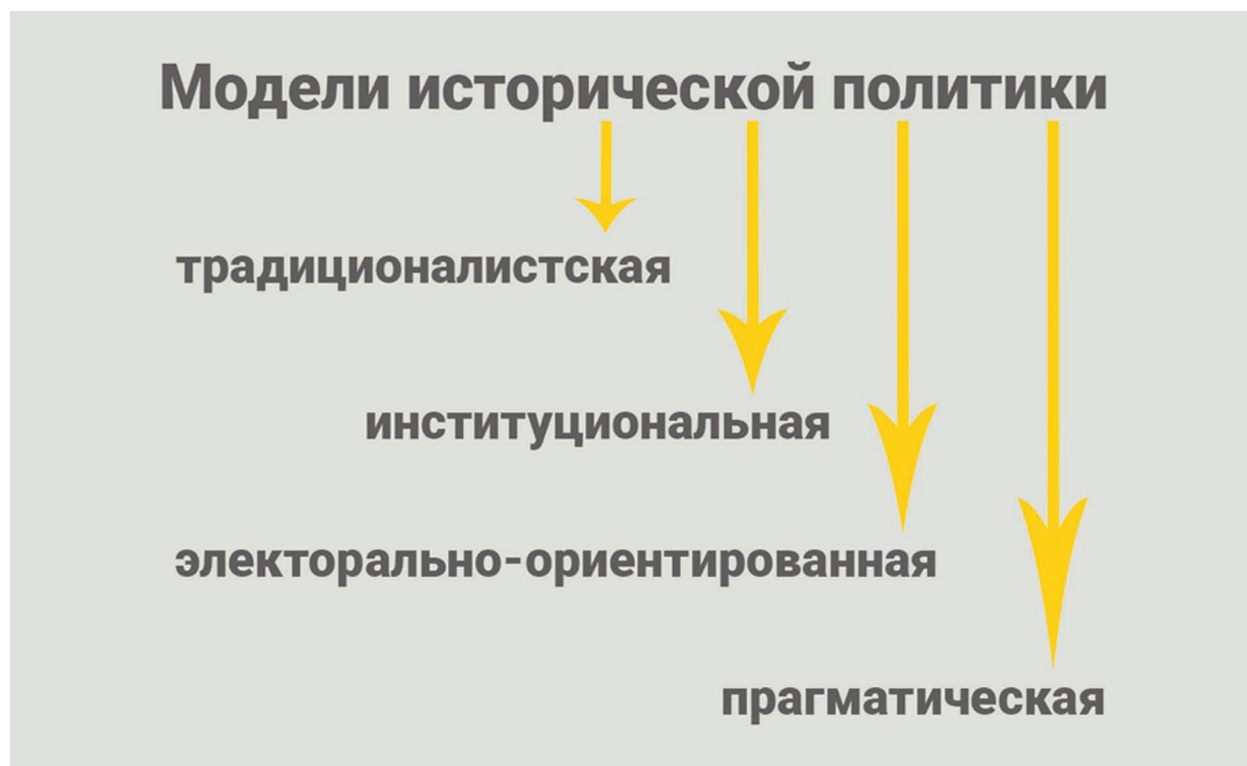 Модели исторической политики
традиционалистская
институциональная
электорально-ориентированная
прагматическая